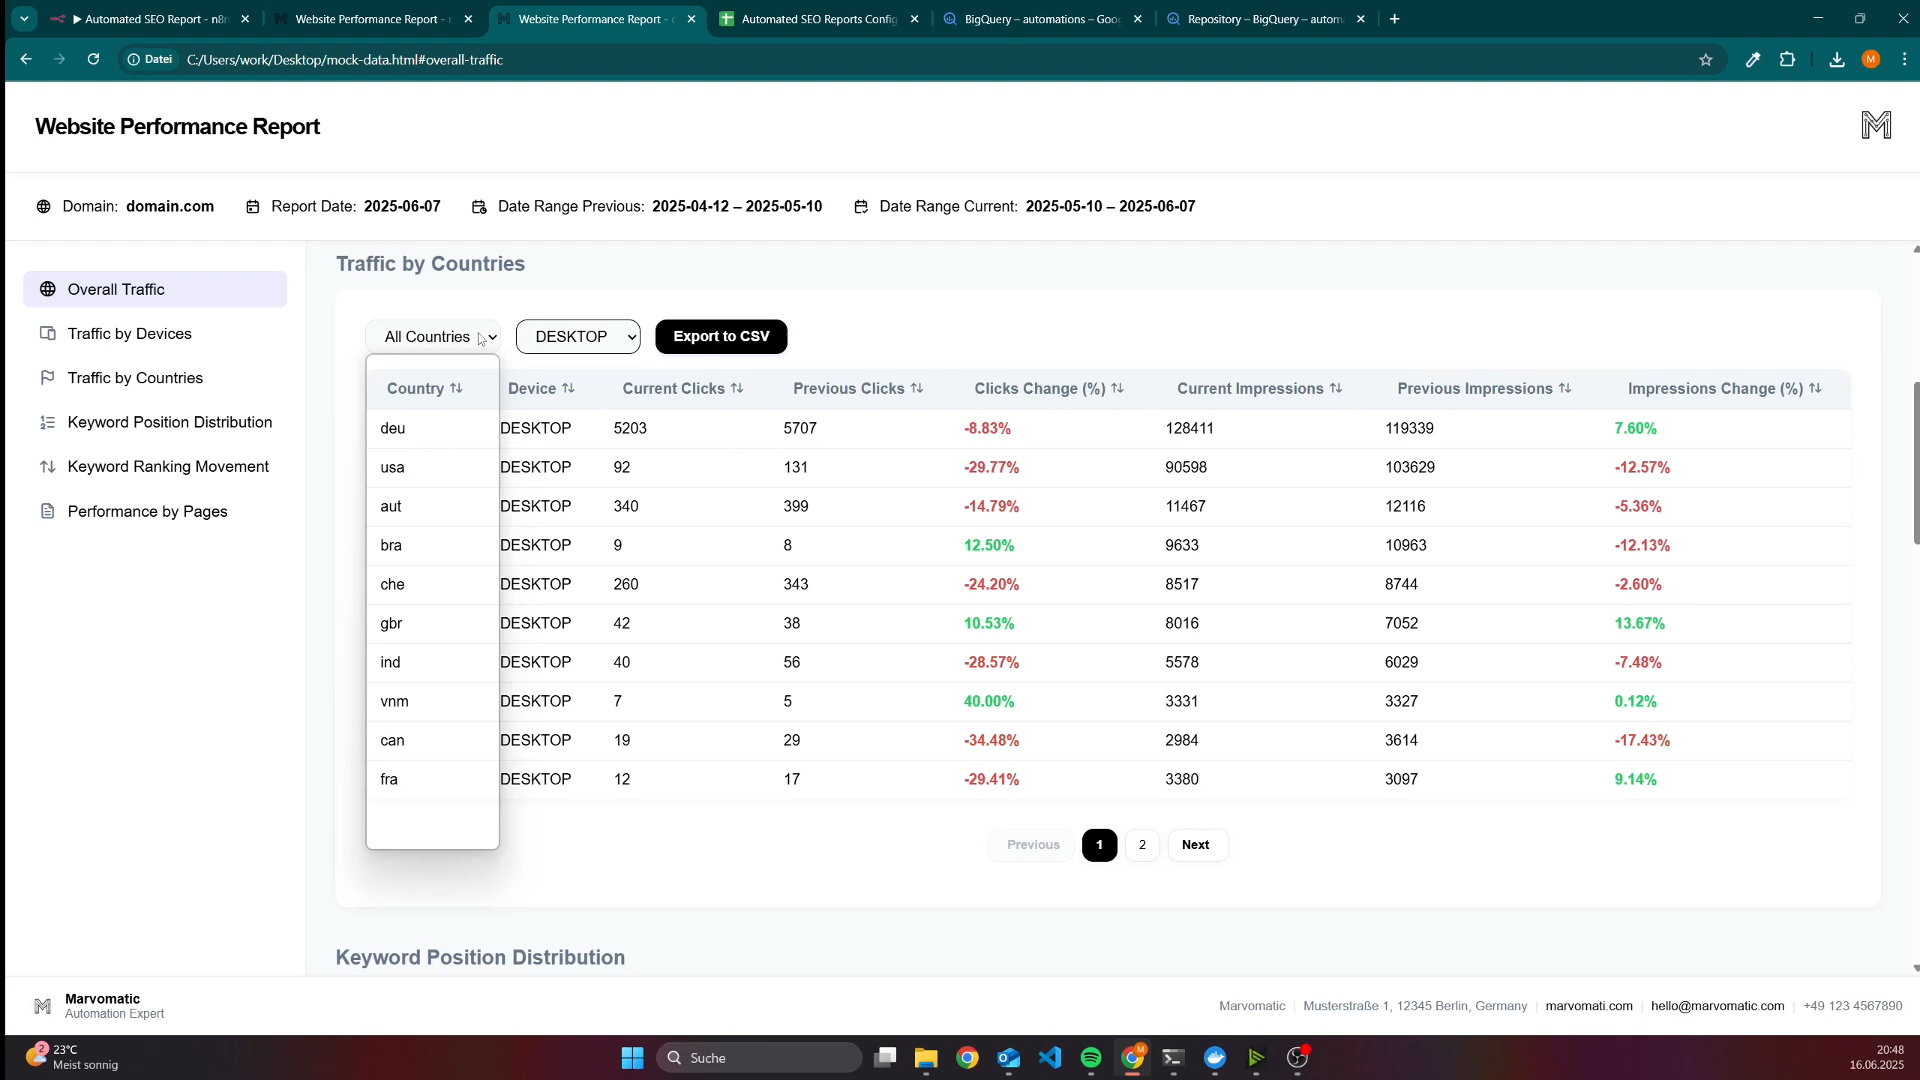 Automated SEO Report - n8n
Website Performance Report -
Website Performance Report -
Automated SEO Reports Config
BigQuery – automations – Goo
Repository – BigQuery – autom
Datei C:/Users/work/Desktop/mock-data.html#overall-traffic
M
Website Performance Report
Domain: domain.com Report Date: 2025-06-07 Date Range Previous: 2025-04-12 – 2025-05-10 Date Range Current: 2025-05-10 – 2025-06-07
Overall Traffic
Traffic by Devices
Traffic by Countries
Keyword Position Distribution
Keyword Ranking Movement
Performance by Pages
Traffic by Countries
All Countries DESKTOP Export to CSV
Country Device Current Clicks Previous Clicks Clicks Change (%) Current Impressions Previous Impressions Impressions Change (%)
deu DESKTOP 5203 5707 -8.83% 128411 119339 7.60%
usa DESKTOP 92 131 -29.77% 90598 103629 -12.57%
aut DESKTOP 340 399 -14.79% 11467 12116 -5.36%
bra DESKTOP 9 8 12.50% 9633 10963 -12.13%
che DESKTOP 260 343 -24.20% 8517 8744 -2.60%
gbr DESKTOP 42 38 10.53% 8016 7052 13.67%
ind DESKTOP 40 56 -28.57% 5578 6029 -7.48%
vnm DESKTOP 7 5 40.00% 3331 3327 0.12%
can DESKTOP 19 29 -34.48% 2984 3614 -17.43%
fra DESKTOP 12 17 -29.41% 3380 3097 9.14%
Previous 1 2 Next
Keyword Position Distribution
Marvomatic
Automation Expert
Marvomatic | Musterstraße 1, 12345 Berlin, Germany | marvomati.com | hello@marvomatic.com | +49 123 4567890
2
23°C
Meist sonnig
Suche
M
20:48
16.06.2025